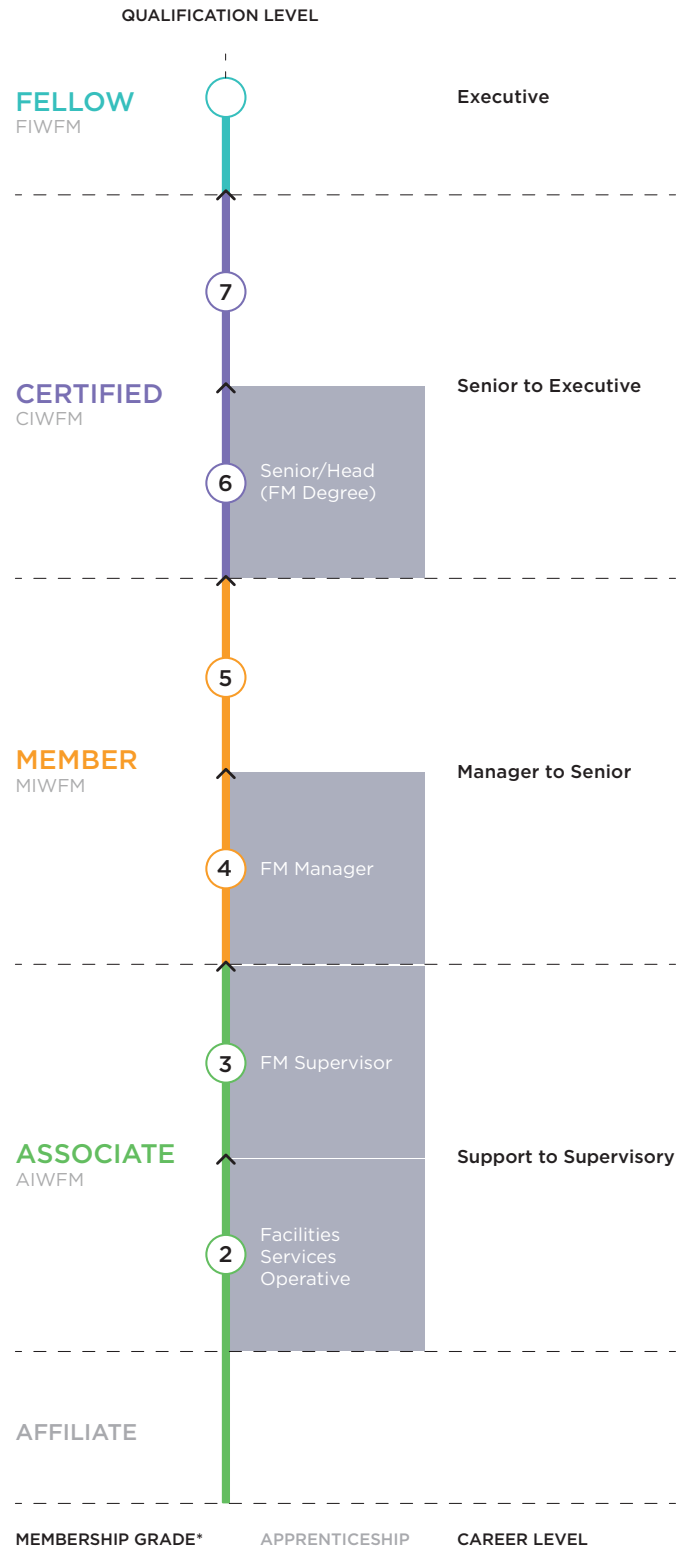 QUALIFICATION LEVEL
FELLOW
FIWFM
Executive
7
CERTIFIED
CIWFM
Senior to Executive
6
Senior/Head
(FM Degree)
5
MEMBER
MIWFM
Manager to Senior
4
FM Manager
3
FM Supervisor
ASSOCIATE
AIWFM
Support to Supervisory
2
Facilities
Services
Operative
AFFILIATE
MEMBERSHIP GRADE*
APPRENTICESHIP
CAREER LEVEL